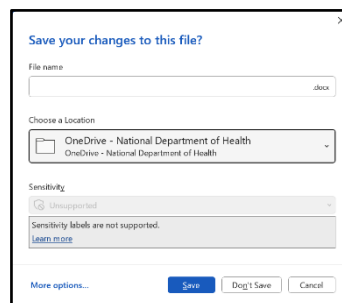 Save your changes to this file?
File name
.docx
Choose a Location
OneDrive - National Department of Health
OneDrive - National Department of Health
Sensitivity
Unsupported
Sensitivity labels are not supported.
Learn more
More options... Save Don't Save Cancel